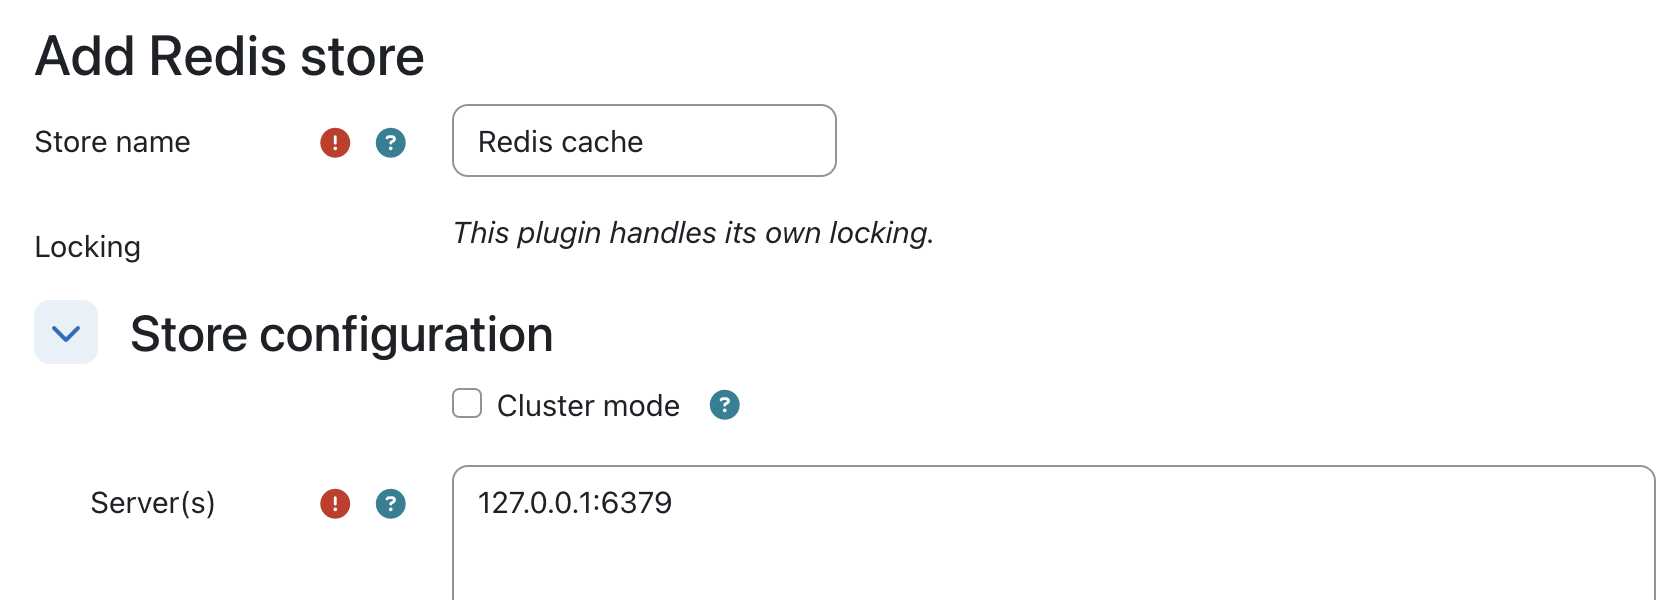 Add Redis store
Store name ! ? Redis cache
Locking This plugin handles its own locking.
Store configuration
Cluster mode ?
Server(s) ! ? 127.0.0.1:6379